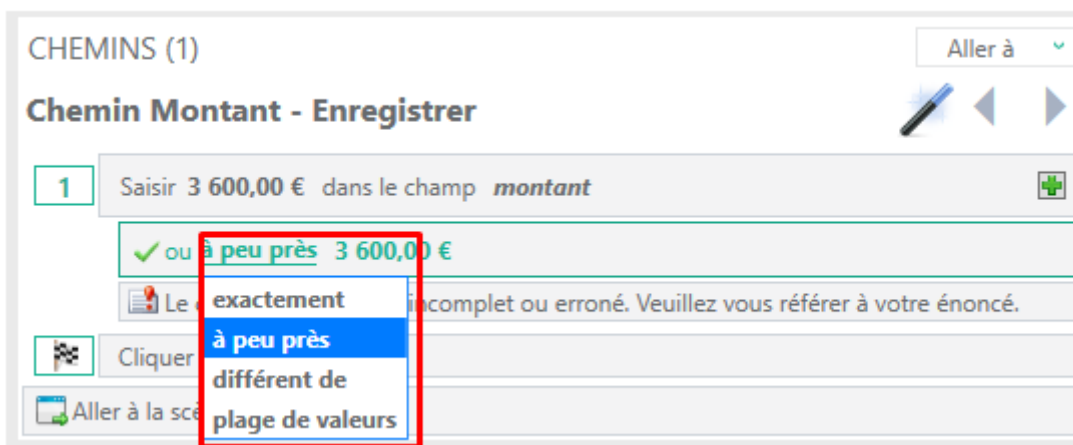 CHEMINS (1)
Aller à
Chemin Montant - Enregistrer
1 Saisir 3 600,00 € dans le champ montant
ou à peu près 3 600,00 €
Le incomplet ou erroné. Veuillez vous référer à votre énoncé.
exactement
à peu près
différent de
plage de valeurs
Cliquer
Aller à la